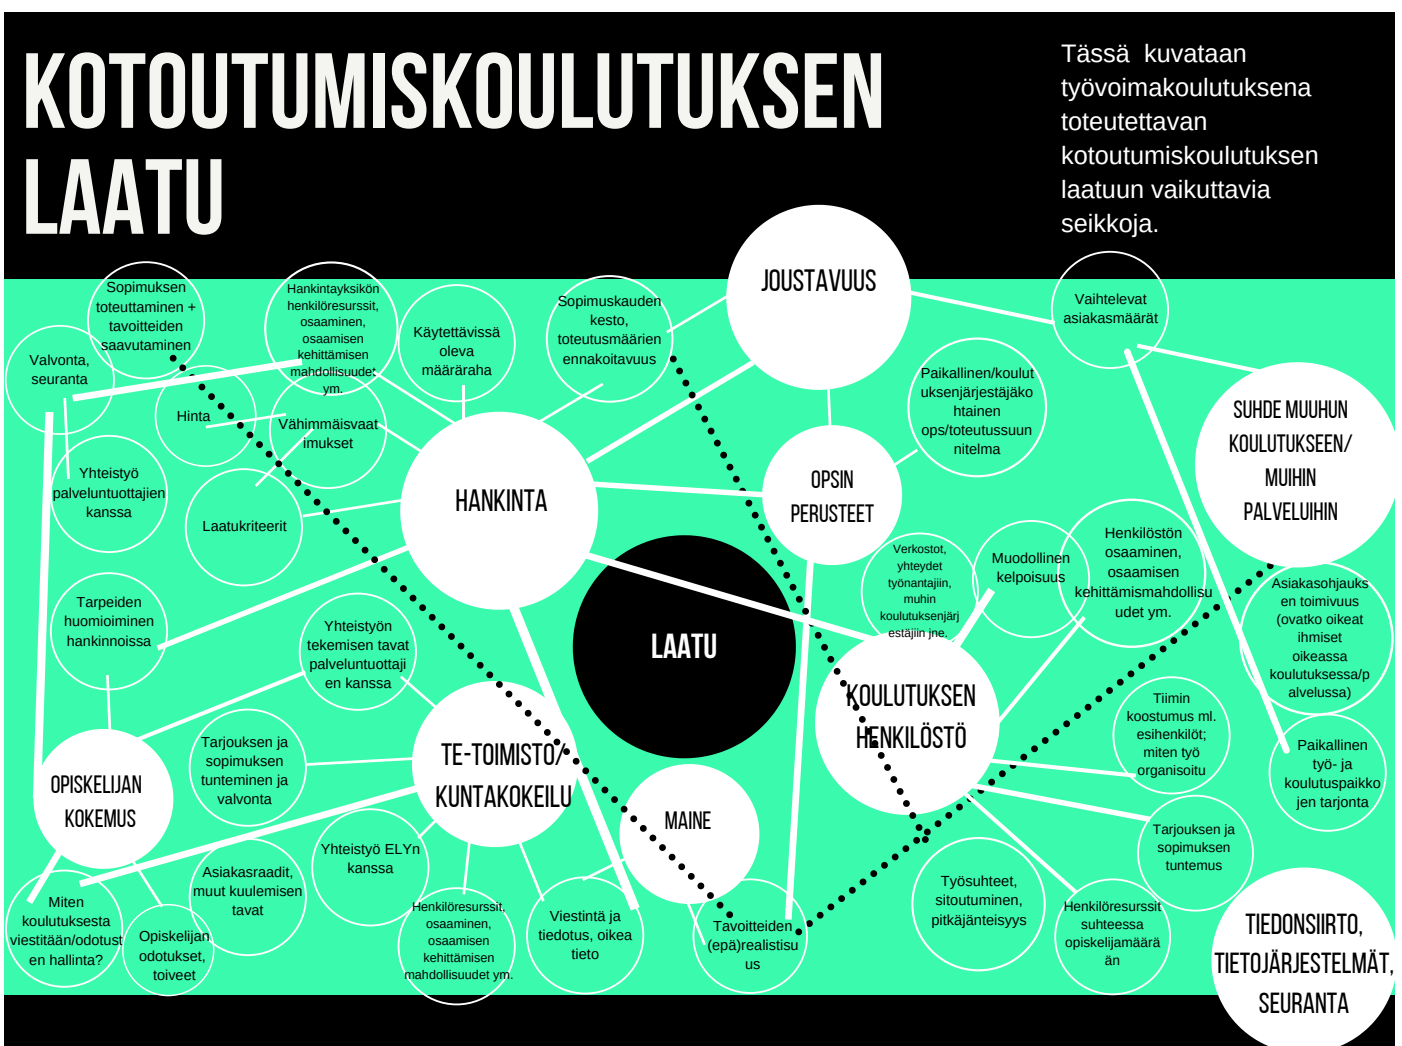 KOTOUTUMISKOULUTUKSEN
LAATU
Tässä kuvataan
työvoimakoulutuksena
toteutettavan
kotoutumiskoulutuksen
laatuun vaikuttavia
seikkoja.
JOUSTAVUUS
Sopimuksen
toteuttaminen +
tavoitteiden
saavutaminen
Hankintayksikön
henkilöresurssit,
osaaminen,
osaamisen
kehittämisen
mahdollisuudet
ym.
Käytettävissä
oleva
määräraha
Sopimuskauden
kesto,
toteutusmäärien
ennakoitavuus
Vaihtelevat
asiakasmäärät
Valvonta,
seuranta
Hinta
Vähimmäisvaat
imukset
Paikallinen/koulut
uksenjärjestäjäko
htainen
ops/toteutussuun
nitelma
SUHDE MUUHUN
KOULUTUKSEEN/
MUIHIN
PALVELUIHIN
Yhteistyö
palveluntuottajien
kanssa
Laatukriteerit
HANKINTA
OPSIN
PERUSTEET
Verkostot,
yhteydet
työnantajiin,
muhin
koulutuksenjärj
estäjiin jne.
Muodollinen
kelpoisuus
Henkilöstön
osaaminen,
osaamisen
kehittämismahdollisu
udet ym.
Asiakasohjauks
en toimivuus
(ovatko oikeat
ihmiset
oikeassa
koulutuksessa/p
alvelussa)
Tarpeiden
huomioiminen
hankinnoissa
Yhteistyön
tekemisen tavat
palveluntuottaji
en kanssa
LAATU
KOULUTUKSEN
HENKILÖSTÖ
Tiimin
koostumus ml.
esihenkilöt;
miten työ
organisoitu
Paikallinen
työ- ja
koulutuspaikko
jen tarjonta
OPISKELIJAN
KOKEMUS
Tarjouksen ja
sopimuksen
tunteminen ja
valvonta
TE-TOIMISTO/
KUNTAKOKEILU
MAINE
Tarjouksen ja
sopimuksen
tuntemus
Yhteistyö ELYn
kanssa
Asiakasraadit,
muut kuulemisen
tavat
Miten
koulutuksesta
viestitään/odotust
en hallinta?
Opiskelijan
odotukset,
toiveet
Henkilöresurssit,
osaaminen,
osaamisen
kehittämisen
mahdollisuudet ym.
Viestintä ja
tiedotus, oikea
tieto
Tavoitteiden
(epä)realistisu
us
Työsuhteet,
sitoutuminen,
pitkäjänteisyys
Henkilöresurssit
suhteessa
opiskelijamäärä
än
TIEDONSIIRTO,
TIETOJÄRJESTELMÄT,
SEURANTA